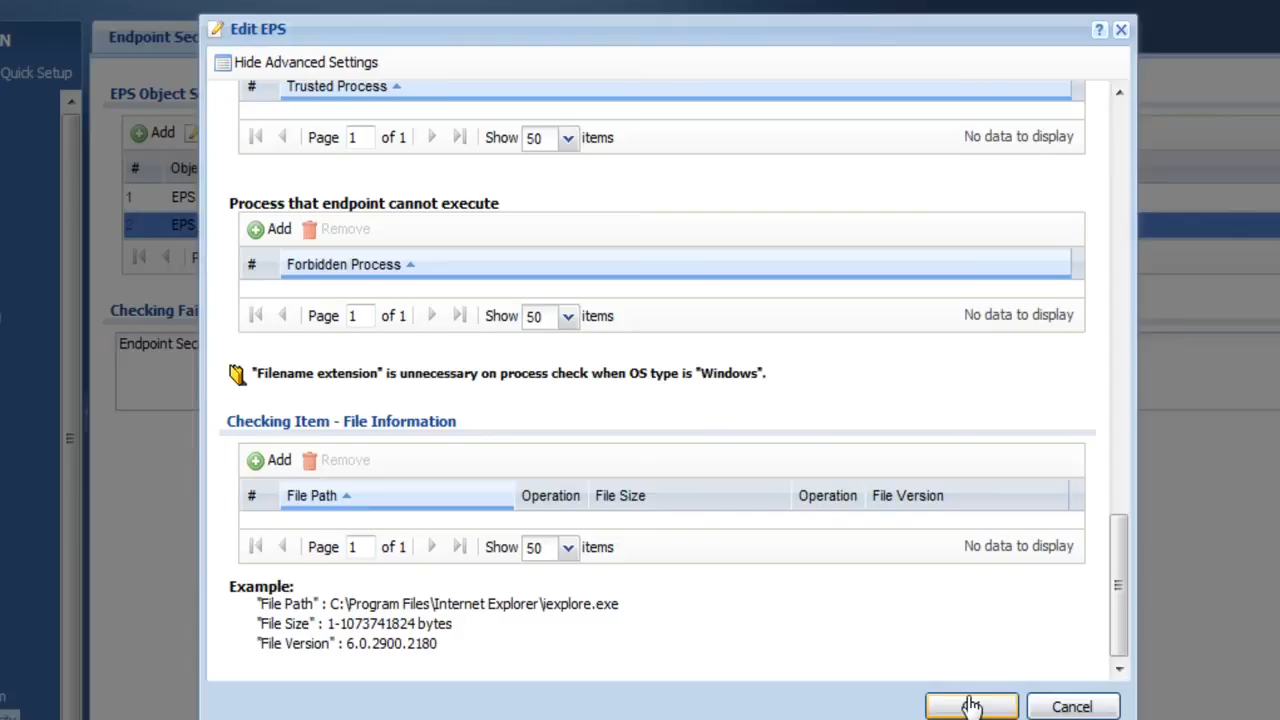 Edit EPS
N
Endpoint Sec
Hide Advanced Settings
Quick Setup
# Trusted Process
EPS Object S
Add
Page 1 of 1 Show 50 items No data to display
# Obje
1 EPS
2 EPS
Process that endpoint cannot execute
Add Remove
# Forbidden Process
Checking Fai
Page 1 of 1 Show 50 items No data to display
Endpoint Sec
"Filename extension" is unnecessary on process check when OS type is "Windows".
Checking Item - File Information
Add Remove
# File Path Operation File Size Operation File Version
Page 1 of 1 Show 50 items No data to display
Example:
"File Path" : C:\Program Files\Internet Explorer\iexplore.exe
"File Size" : 1-1073741824 bytes
"File Version" : 6.0.2900.2180
Cancel